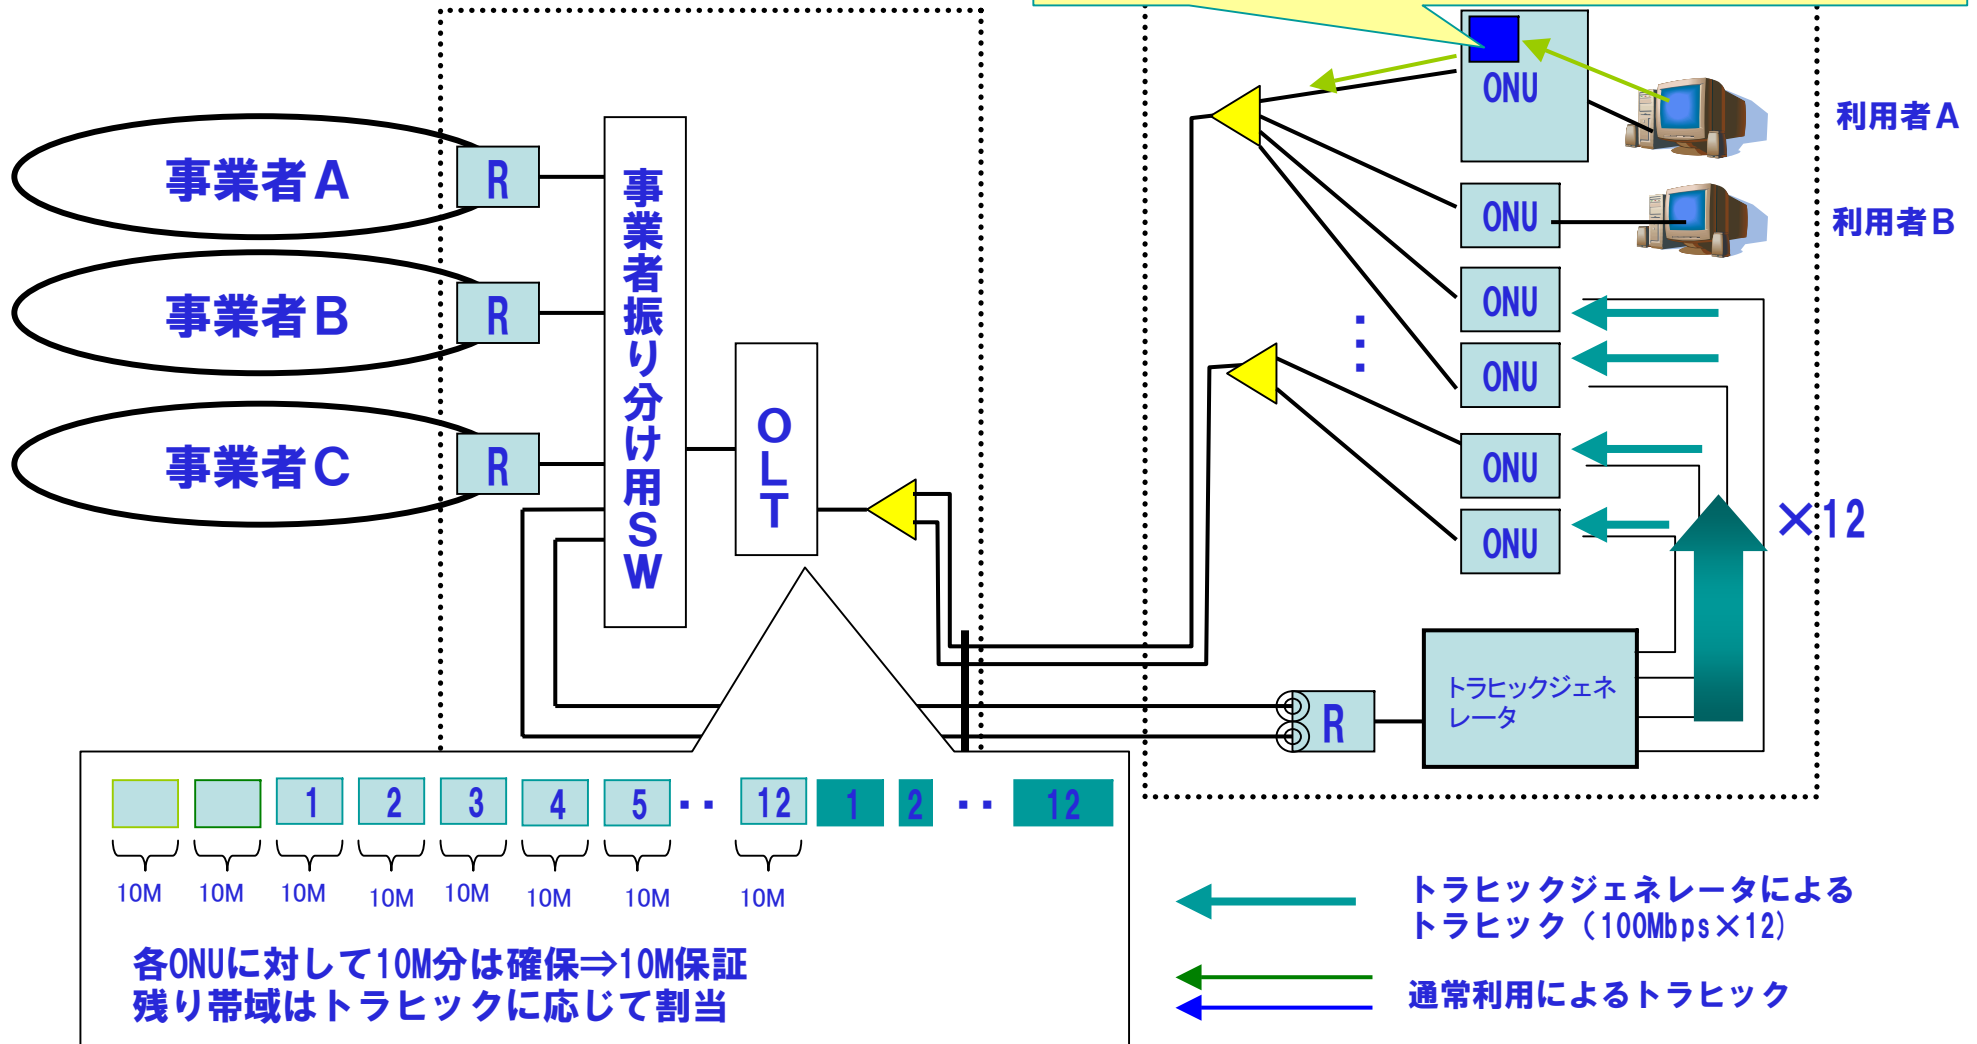 事業者A
R
事業者B
R
事業者C
R
事業者振り分け用SW
OLT
ONU
利用者A
ONU
利用者B
ONU
ONU
ONU
ONU
×12
R
トラヒックジェネ
レータ
1
2
3
4
5
・・
12
1
2
・・
12
10M
10M
10M
10M
10M
10M
10M
10M
各ONUに対して10M分は確保⇒10M保証
残り帯域はトラヒックに応じて割当
トラヒックジェネレータによる
トラヒック（100Mbps×12）
通常利用によるトラヒック